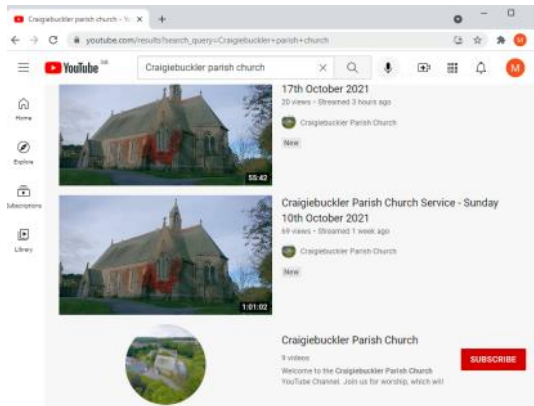 Craigiebuckler parish church - Yo
youtube.com/results?search_query=Craigiebuckler+parish+church
YouTube GB
Craigiebuckler parish church
M
Home
Explore
Subscriptions
Library
17th October 2021
20 views • Streamed 3 hours ago
Craigiebuckler Parish Church
New
55:42
Craigiebuckler Parish Church Service - Sunday
10th October 2021
69 views • Streamed 1 week ago
Craigiebuckler Parish Church
New
1:01:02
Craigiebuckler Parish Church
9 videos
Welcome to the Craigiebuckler Parish Church
YouTube Channel. Join us for worship, which will
SUBSCRIBE